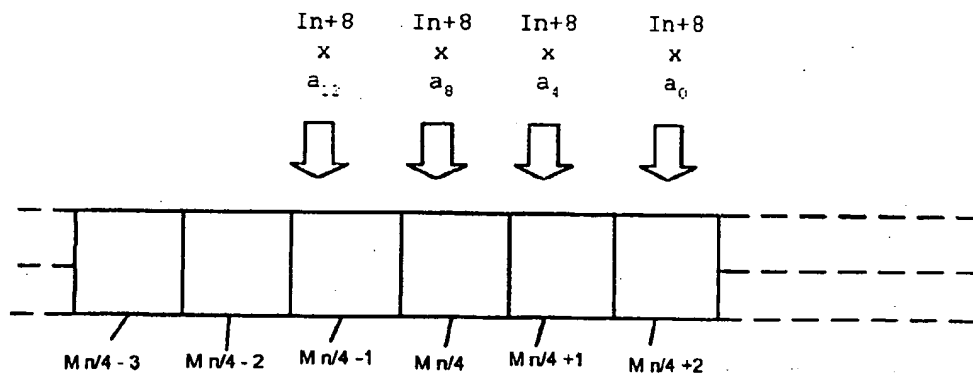 In+8 In+8 In+8 In+8
x x x x
a₁₂ a₈ a₄ a₀
M n/4 - 3 M n/4 - 2 M n/4 - 1 M n/4 M n/4 + 1 M n/4 + 2